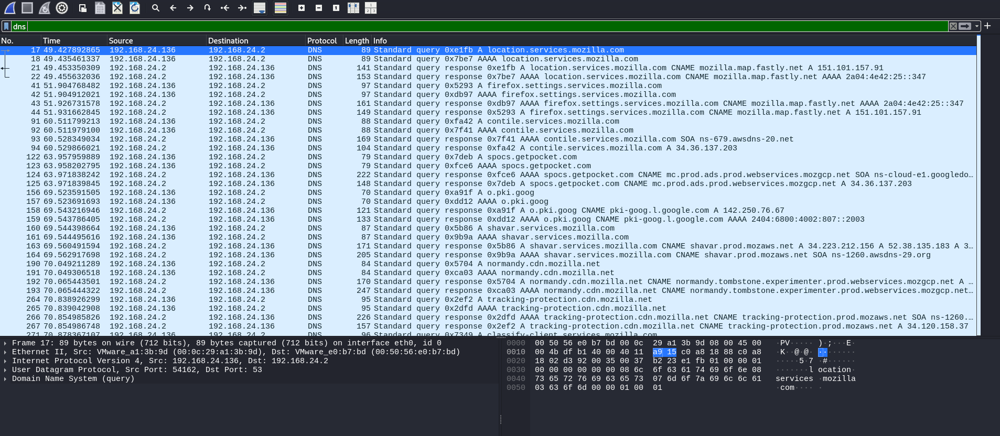 dns
No. Time Source Destination Protocol Length Info
17 49.427892865 192.168.24.136 192.168.24.2 DNS 89 Standard query 0xe1fb A location.services.mozilla.com
18 49.435461337 192.168.24.136 192.168.24.2 DNS 89 Standard query 0x7be7 AAAA location.services.mozilla.com
21 49.453350309 192.168.24.2 192.168.24.136 DNS 141 Standard query response 0xe1fb A location.services.mozilla.com CNAME mozilla.map.fastly.net A 151.101.157.91
22 49.455632036 192.168.24.2 192.168.24.136 DNS 153 Standard query response 0x7be7 AAAA location.services.mozilla.com CNAME mozilla.map.fastly.net AAAA 2a04:4e42:25::347
41 51.904768482 192.168.24.136 192.168.24.2 DNS 97 Standard query 0x5293 A firefox.settings.services.mozilla.com
42 51.904912021 192.168.24.136 192.168.24.2 DNS 97 Standard query 0xdb97 AAAA firefox.settings.services.mozilla.com
43 51.926731578 192.168.24.2 192.168.24.136 DNS 161 Standard query response 0xdb97 AAAA firefox.settings.services.mozilla.com CNAME mozilla.map.fastly.net AAAA 2a04:4e42:25::347
44 51.931662845 192.168.24.2 192.168.24.136 DNS 149 Standard query response 0x5293 A firefox.settings.services.mozilla.com CNAME mozilla.map.fastly.net A 151.101.157.91
91 60.511799213 192.168.24.136 192.168.24.2 DNS 88 Standard query 0xfa42 A contile.services.mozilla.com
92 60.511979100 192.168.24.136 192.168.24.2 DNS 88 Standard query 0x7f41 AAAA contile.services.mozilla.com
93 60.528349034 192.168.24.2 192.168.24.136 DNS 169 Standard query response 0x7f41 AAAA contile.services.mozilla.com SOA ns-679.awsdns-20.net
94 60.529866021 192.168.24.2 192.168.24.136 DNS 104 Standard query response 0xfa42 A contile.services.mozilla.com A 34.36.137.203
122 63.957959889 192.168.24.136 192.168.24.2 DNS 79 Standard query 0x7deb A spocs.getpocket.com
123 63.958202795 192.168.24.136 192.168.24.2 DNS 79 Standard query 0xfce6 AAAA spocs.getpocket.com
124 63.971838242 192.168.24.2 192.168.24.136 DNS 222 Standard query response 0xfce6 AAAA spocs.getpocket.com CNAME mc.prod.ads.prod.webservices.mozgcp.net SOA ns-cloud-e1.googledo…
125 63.971839845 192.168.24.2 192.168.24.136 DNS 148 Standard query response 0x7deb A spocs.getpocket.com CNAME mc.prod.ads.prod.webservices.mozgcp.net A 34.36.137.203
156 69.523591505 192.168.24.136 192.168.24.2 DNS 70 Standard query 0xa91f A o.pki.goog
157 69.523691693 192.168.24.136 192.168.24.2 DNS 70 Standard query 0xdd12 AAAA o.pki.goog
158 69.543216946 192.168.24.2 192.168.24.136 DNS 121 Standard query response 0xa91f A o.pki.goog CNAME pki-goog.l.google.com A 142.250.76.67
159 69.543786405 192.168.24.2 192.168.24.136 DNS 133 Standard query response 0xdd12 AAAA o.pki.goog CNAME pki-goog.l.google.com AAAA 2404:6800:4002:807::2003
160 69.544398664 192.168.24.136 192.168.24.2 DNS 87 Standard query 0x5b86 A shavar.services.mozilla.com
161 69.544495616 192.168.24.136 192.168.24.2 DNS 87 Standard query 0x9b9a AAAA shavar.services.mozilla.com
163 69.560491594 192.168.24.2 192.168.24.136 DNS 171 Standard query response 0x5b86 A shavar.services.mozilla.com CNAME shavar.prod.mozaws.net A 34.223.212.156 A 52.38.135.183 A 3…
164 69.562917698 192.168.24.2 192.168.24.136 DNS 205 Standard query response 0x9b9a AAAA shavar.services.mozilla.com CNAME shavar.prod.mozaws.net SOA ns-1260.awsdns-29.org
190 70.049211289 192.168.24.136 192.168.24.2 DNS 84 Standard query 0x5704 A normandy.cdn.mozilla.net
191 70.049306518 192.168.24.136 192.168.24.2 DNS 84 Standard query 0xca03 AAAA normandy.cdn.mozilla.net
192 70.065443501 192.168.24.2 192.168.24.136 DNS 170 Standard query response 0x5704 A normandy.cdn.mozilla.net CNAME normandy.tombstone.experimenter.prod.webservices.mozgcp.net A …
193 70.065444322 192.168.24.2 192.168.24.136 DNS 247 Standard query response 0xca03 AAAA normandy.cdn.mozilla.net CNAME normandy.tombstone.experimenter.prod.webservices.mozgcp.net…
264 70.838926299 192.168.24.136 192.168.24.2 DNS 95 Standard query 0x2ef2 A tracking-protection.cdn.mozilla.net
265 70.839042908 192.168.24.136 192.168.24.2 DNS 95 Standard query 0x2dfd AAAA tracking-protection.cdn.mozilla.net
266 70.854985826 192.168.24.2 192.168.24.136 DNS 226 Standard query response 0x2dfd AAAA tracking-protection.cdn.mozilla.net CNAME tracking-protection.prod.mozaws.net SOA ns-1260.…
267 70.854986748 192.168.24.2 192.168.24.136 DNS 157 Standard query response 0x2ef2 A tracking-protection.cdn.mozilla.net CNAME tracking-protection.prod.mozaws.net A 34.120.158.37
271 70.878367107 192.168.24.136 192.168.24.2 DNS 96 Standard query 0x7349 A classify-client.services.mozilla.com
Frame 17: 89 bytes on wire (712 bits), 89 bytes captured (712 bits) on interface eth0, id 0
Ethernet II, Src: VMware_a1:3b:9d (00:0c:29:a1:3b:9d), Dst: VMware_e0:b7:bd (00:50:56:e0:b7:bd)
Internet Protocol Version 4, Src: 192.168.24.136, Dst: 192.168.24.2
User Datagram Protocol, Src Port: 54162, Dst Port: 53
Domain Name System (query)
0000 00 50 56 e0 b7 bd 00 0c 29 a1 3b 9d 08 00 45 00 ·PV····· )·;···E·
0010 00 4b df b1 40 00 40 11 a9 15 c0 a8 18 88 c0 a8 ·K··@·@· ········
0020 18 02 d3 92 00 35 00 37 b2 23 e1 fb 01 00 00 01 ·····5·7 ·#······
0030 00 00 00 00 00 00 08 6c 6f 63 61 74 69 6f 6e 08 ·······l ocation·
0040 73 65 72 76 69 63 65 73 07 6d 6f 7a 69 6c 6c 61 services ·mozilla
0050 03 63 6f 6d 00 00 01 00 01 ·com···· ·